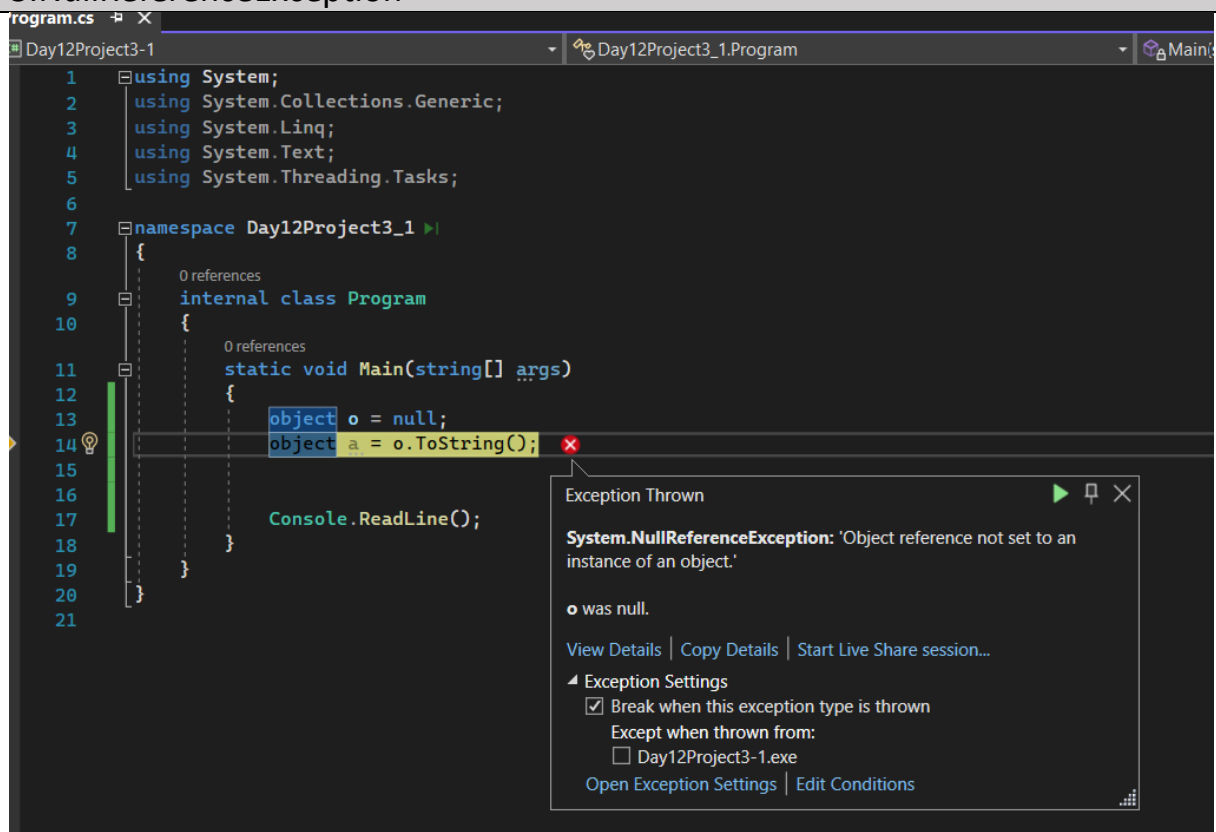 Program.cs
Day12Project3-1 Day12Project3_1.Program Main(
1 using System;
2 using System.Collections.Generic;
3 using System.Linq;
4 using System.Text;
5 using System.Threading.Tasks;
6
7 namespace Day12Project3_1
8 {
0 references
9 internal class Program
10 {
0 references
11 static void Main(string[] args)
12 {
13 object o = null;
14 object a = o.ToString();
15
16
17 Console.ReadLine();
18 }
19 }
20 }
21
Exception Thrown
System.NullReferenceException: 'Object reference not set to an
instance of an object.'
o was null.
View Details | Copy Details | Start Live Share session...
Exception Settings
Break when this exception type is thrown
Except when thrown from:
Day12Project3-1.exe
Open Exception Settings | Edit Conditions